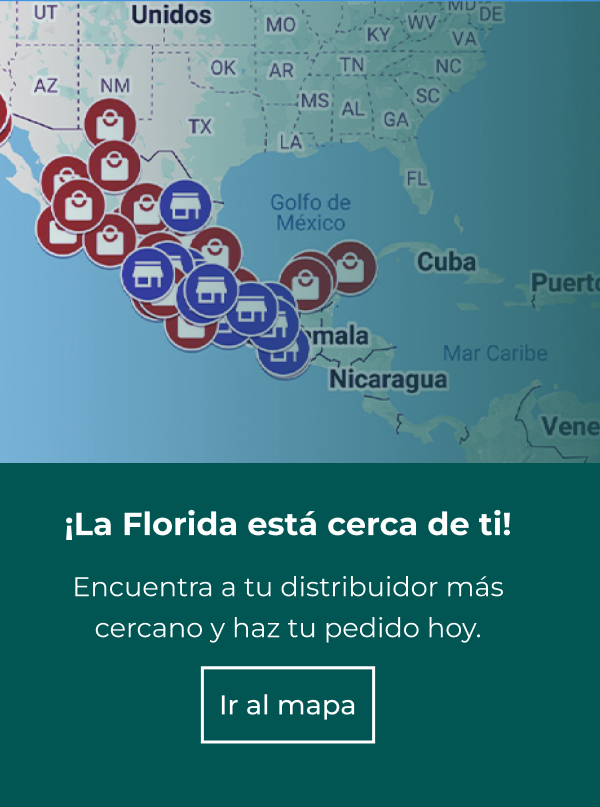 UT
Unidos
MO
KY
WV
MD
DE
VA
OK
AR
TN
NC
AZ
NM
MS
AL
SC
TX
GA
LA
FL
Golfo de
México
Cuba
mala
Mar Caribe
Nicaragua
¡La Florida está cerca de ti!
Encuentra a tu distribuidor más
cercano y haz tu pedido hoy.
Ir al mapa